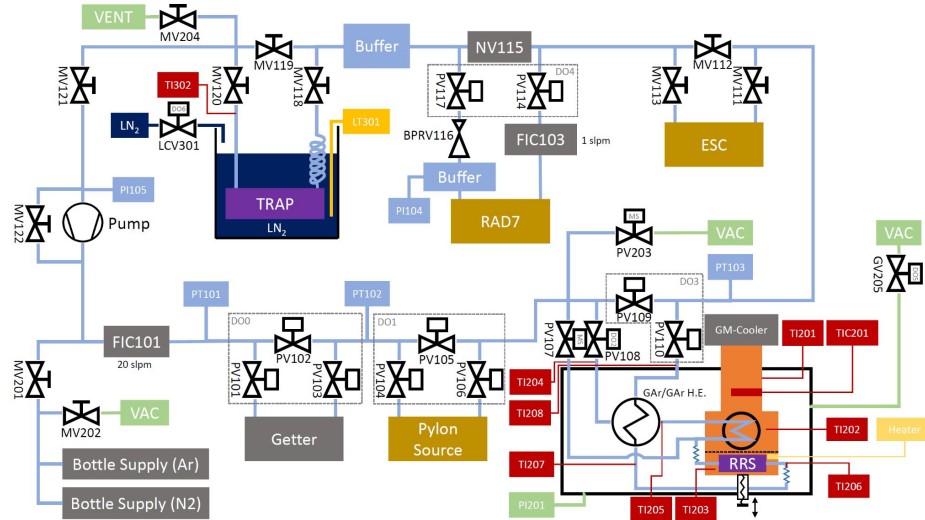 VENT
MV204
MV119
Buffer
NV115
MV112
MV121
TI302
MV120
MV118
DO4
PV117
PV114
MV113
MV111
LN₂
DO6
LCV301
LT301
BPRV116
FIC103
1 slpm
ESC
TRAP
LN₂
Buffer
PI104
RAD7
PI105
MV122
Pump
MS
PV203
VAC
VAC
GV205
DO5
PT101
PT102
PT103
DO3
DO0
DO1
FIC101
20 slpm
PV102
PV105
PV109
PV101
PV103
PV104
PV106
PV107
MS
PV108
PV110
GM-Cooler
TI201
TIC201
MV201
MV202
VAC
Getter
Pylon
Source
TI204
TI208
GAr/GAr H.E.
TI202
Heater
Bottle Supply (Ar)
Bottle Supply (N2)
TI207
RRS
TI206
PI201
TI205
TI203